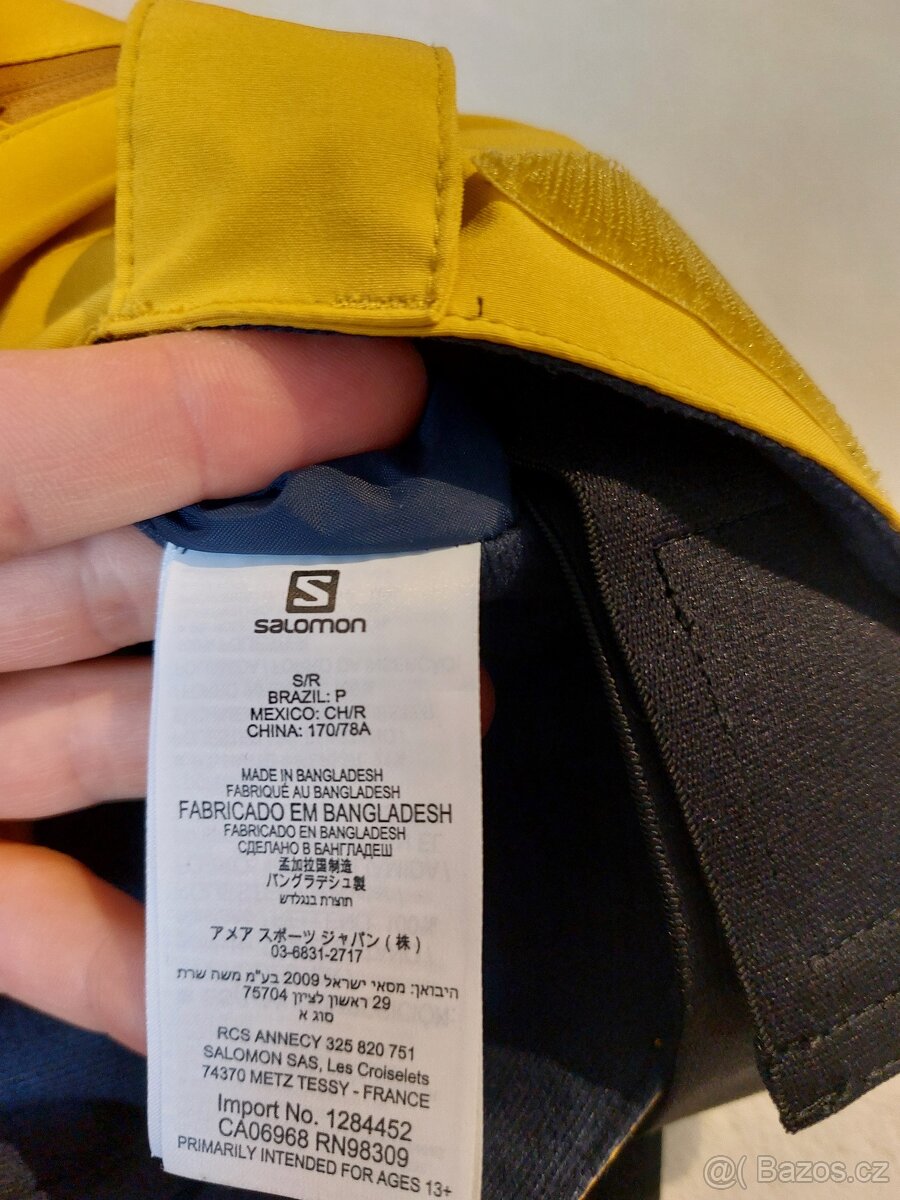 S
salomon
S/R
BRAZIL: P
MEXICO: CH/R
CHINA: 170/78A
MADE IN BANGLADESH
FABRIQUÉ AU BANGLADESH
FABRICADO EM BANGLADESH
FABRICADO EN BANGLADESH
СДЕЛАНО В БАНГЛАДЕШ
孟加拉国制造
バングラデシュ製
תוצרת בנגלדש
アメア スポーツ ジャパン ( 株 )
03-6831-2717
היבואן: מסאי ישראל 2009 בע"מ משה שרת
29 ראשון לציון 75704
סוג א
RCS ANNECY 325 820 751
SALOMON SAS, Les Croiselets
74370 METZ TESSY - FRANCE
Import No. 1284452
CA06968 RN98309
PRIMARILY INTENDED FOR AGES 13+
@( Bazos.cz